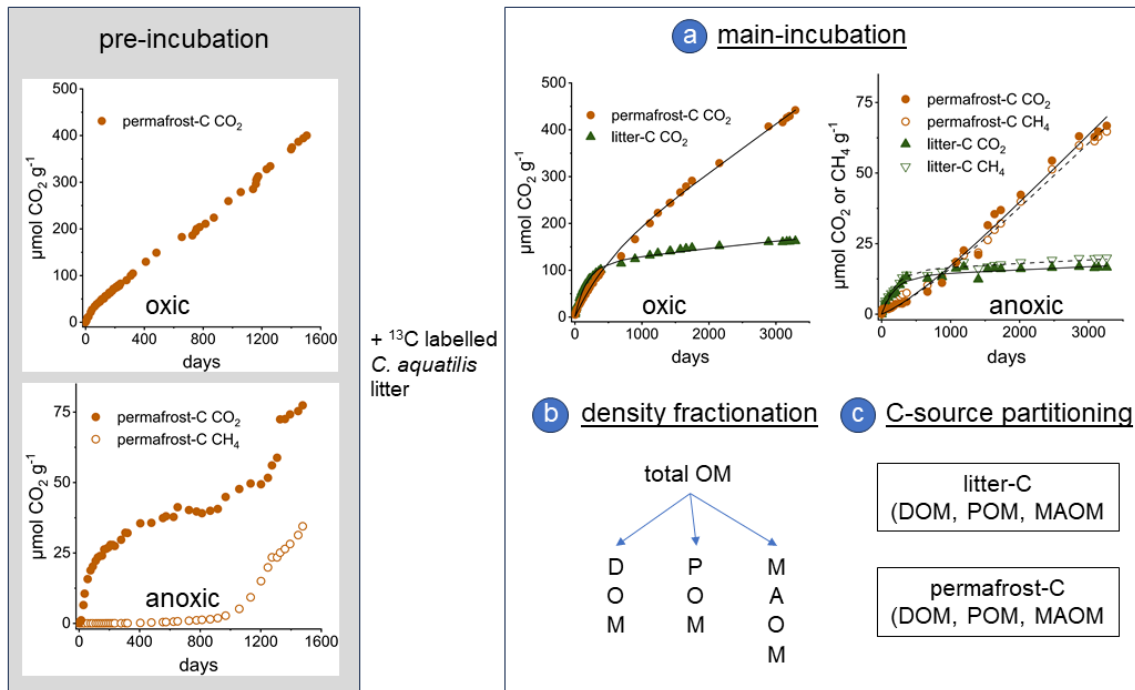 pre-incubation
500
400
300
200
100
0
μmol CO₂ g⁻¹
permafrost-C CO₂
oxic
0 400 800 1200 1600
days
75
50
25
0
μmol CO₂ g⁻¹
permafrost-C CO₂
permafrost-C CH₄
anoxic
0 400 800 1200 1600
days
+ ¹³C labelled
C. aquatilis
litter
a main-incubation
500
400
300
200
100
0
μmol CO₂ g⁻¹
permafrost-C CO₂
litter-C CO₂
oxic
0 1000 2000 3000
days
75
50
25
0
μmol CO₂ or CH₄ g⁻¹
permafrost-C CO₂
permafrost-C CH₄
litter-C CO₂
litter-C CH₄
anoxic
0 1000 2000 3000
days
b density fractionation
total OM
DOM
POM
MAOM
c C-source partitioning
litter-C
(DOM, POM, MAOM
permafrost-C
(DOM, POM, MAOM